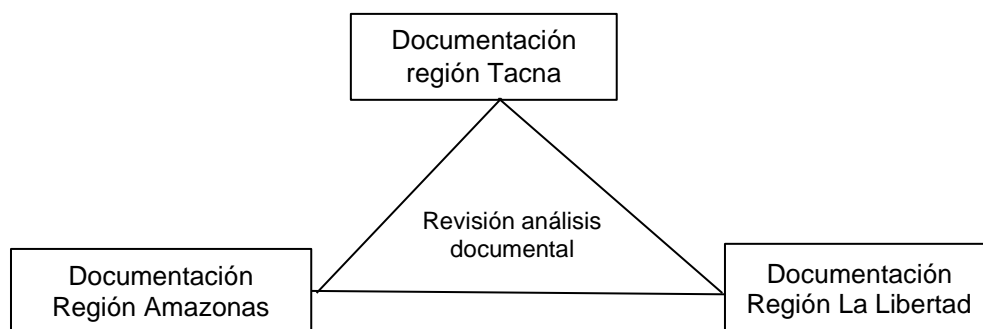 Documentación
región Tacna
Revisión análisis
documental
Documentación
Región Amazonas
Documentación
Región La Libertad